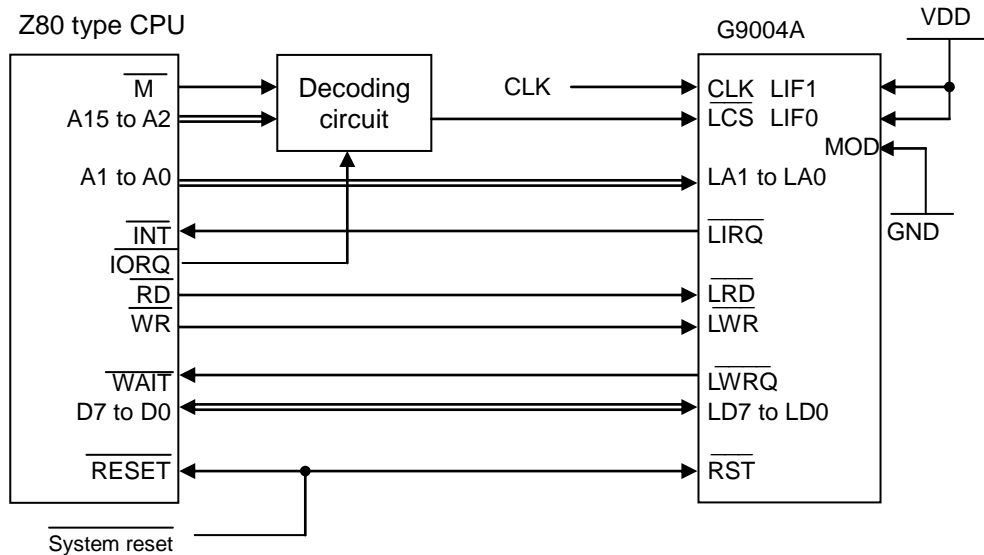 Z80 type CPU
G9004A
VDD
M
Decoding
circuit
CLK
CLK LIF1
A15 to A2
LCS LIF0
MOD
A1 to A0
LA1 to LA0
INT
LIRQ
GND
IORQ
RD
LRD
WR
LWR
WAIT
LWRQ
D7 to D0
LD7 to LD0
RESET
RST
System reset